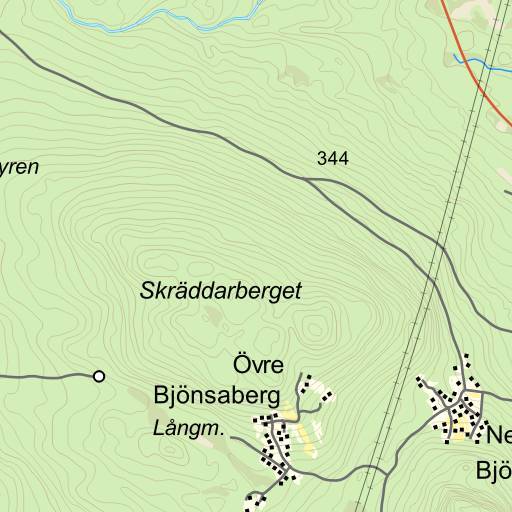 344
yren
Skräddarberget
Övre
Bjönsaberg
Långm.
Ne
Bjö